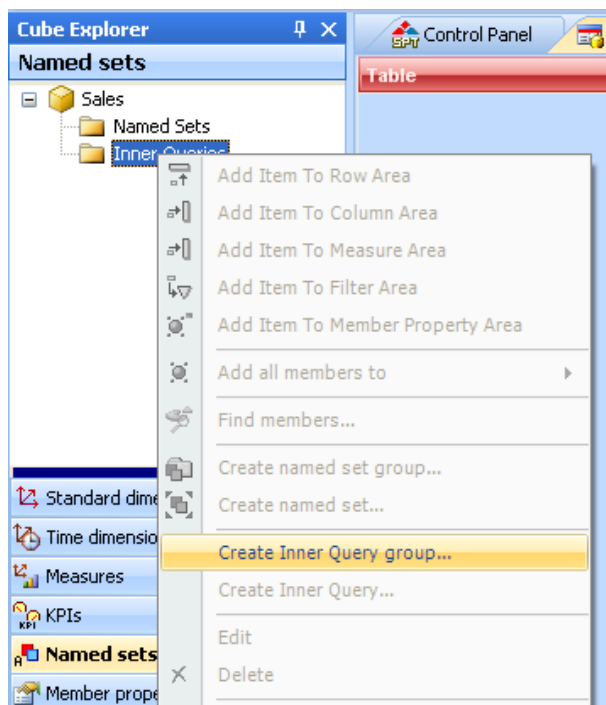 Cube Explorer
Control Panel
Named sets
Table
Sales
Named Sets
Inner Queries
Add Item To Row Area
Add Item To Column Area
Add Item To Measure Area
Add Item To Filter Area
Add Item To Member Property Area
Add all members to
Find members...
Create named set group...
Create named set...
Create Inner Query group...
Create Inner Query...
Edit
Delete
Standard dime
Time dimensio
Measures
KPIs
Named sets
Member prope